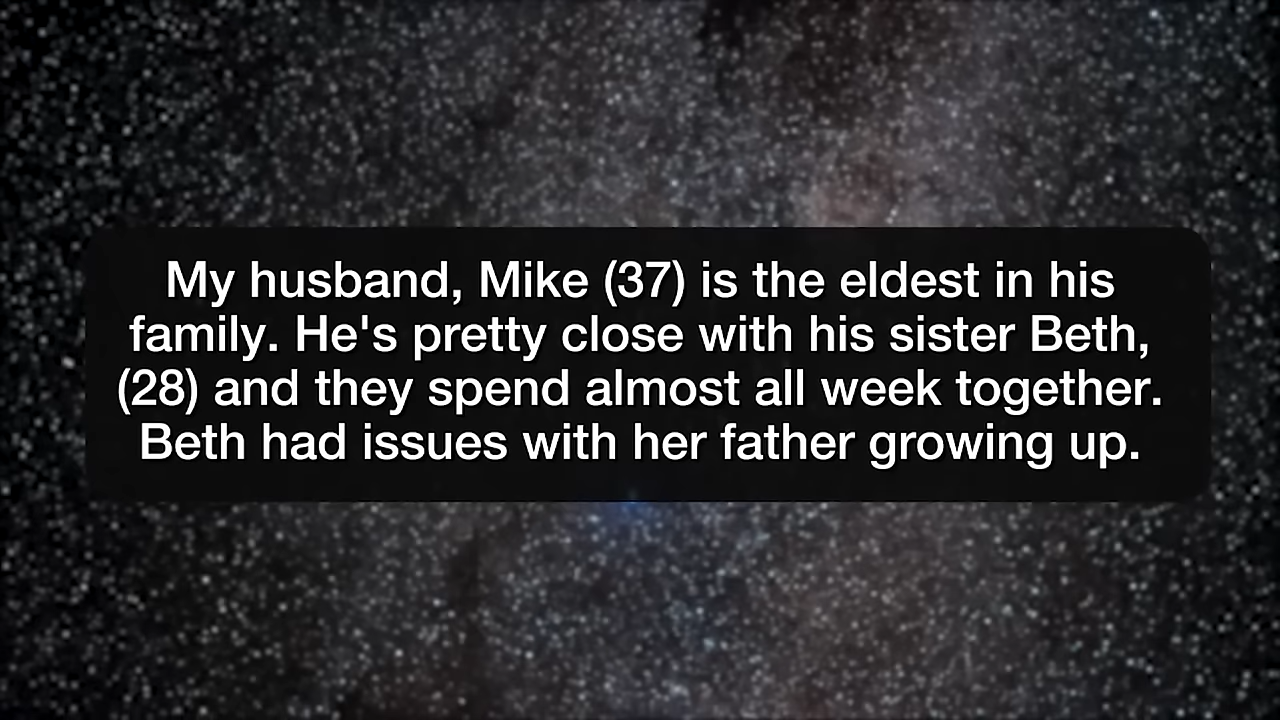 My husband, Mike (37) is the eldest in his
family. He's pretty close with his sister Beth,
(28) and they spend almost all week together.
Beth had issues with her father growing up.